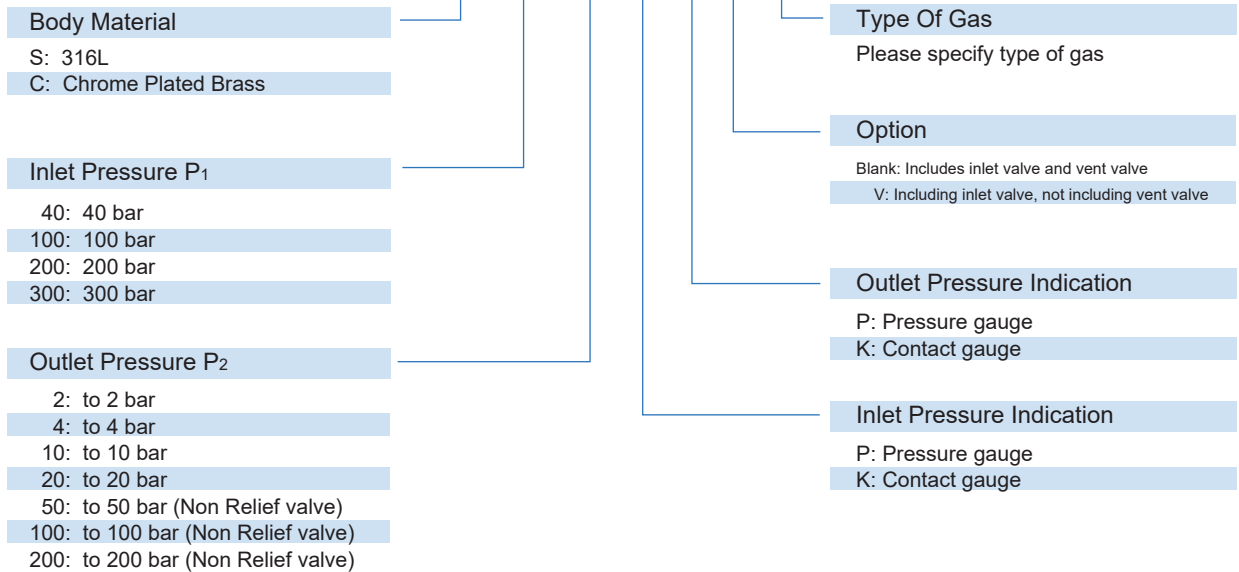 Body Material
S: 316L
C: Chrome Plated Brass
Inlet Pressure P1
40: 40 bar
100: 100 bar
200: 200 bar
300: 300 bar
Outlet Pressure P2
2: to 2 bar
4: to 4 bar
10: to 10 bar
20: to 20 bar
50: to 50 bar (Non Relief valve)
100: to 100 bar (Non Relief valve)
200: to 200 bar (Non Relief valve)
Type Of Gas
Please specify type of gas
Option
Blank: Includes inlet valve and vent valve
V: Including inlet valve, not including vent valve
Outlet Pressure Indication
P: Pressure gauge
K: Contact gauge
Inlet Pressure Indication
P: Pressure gauge
K: Contact gauge